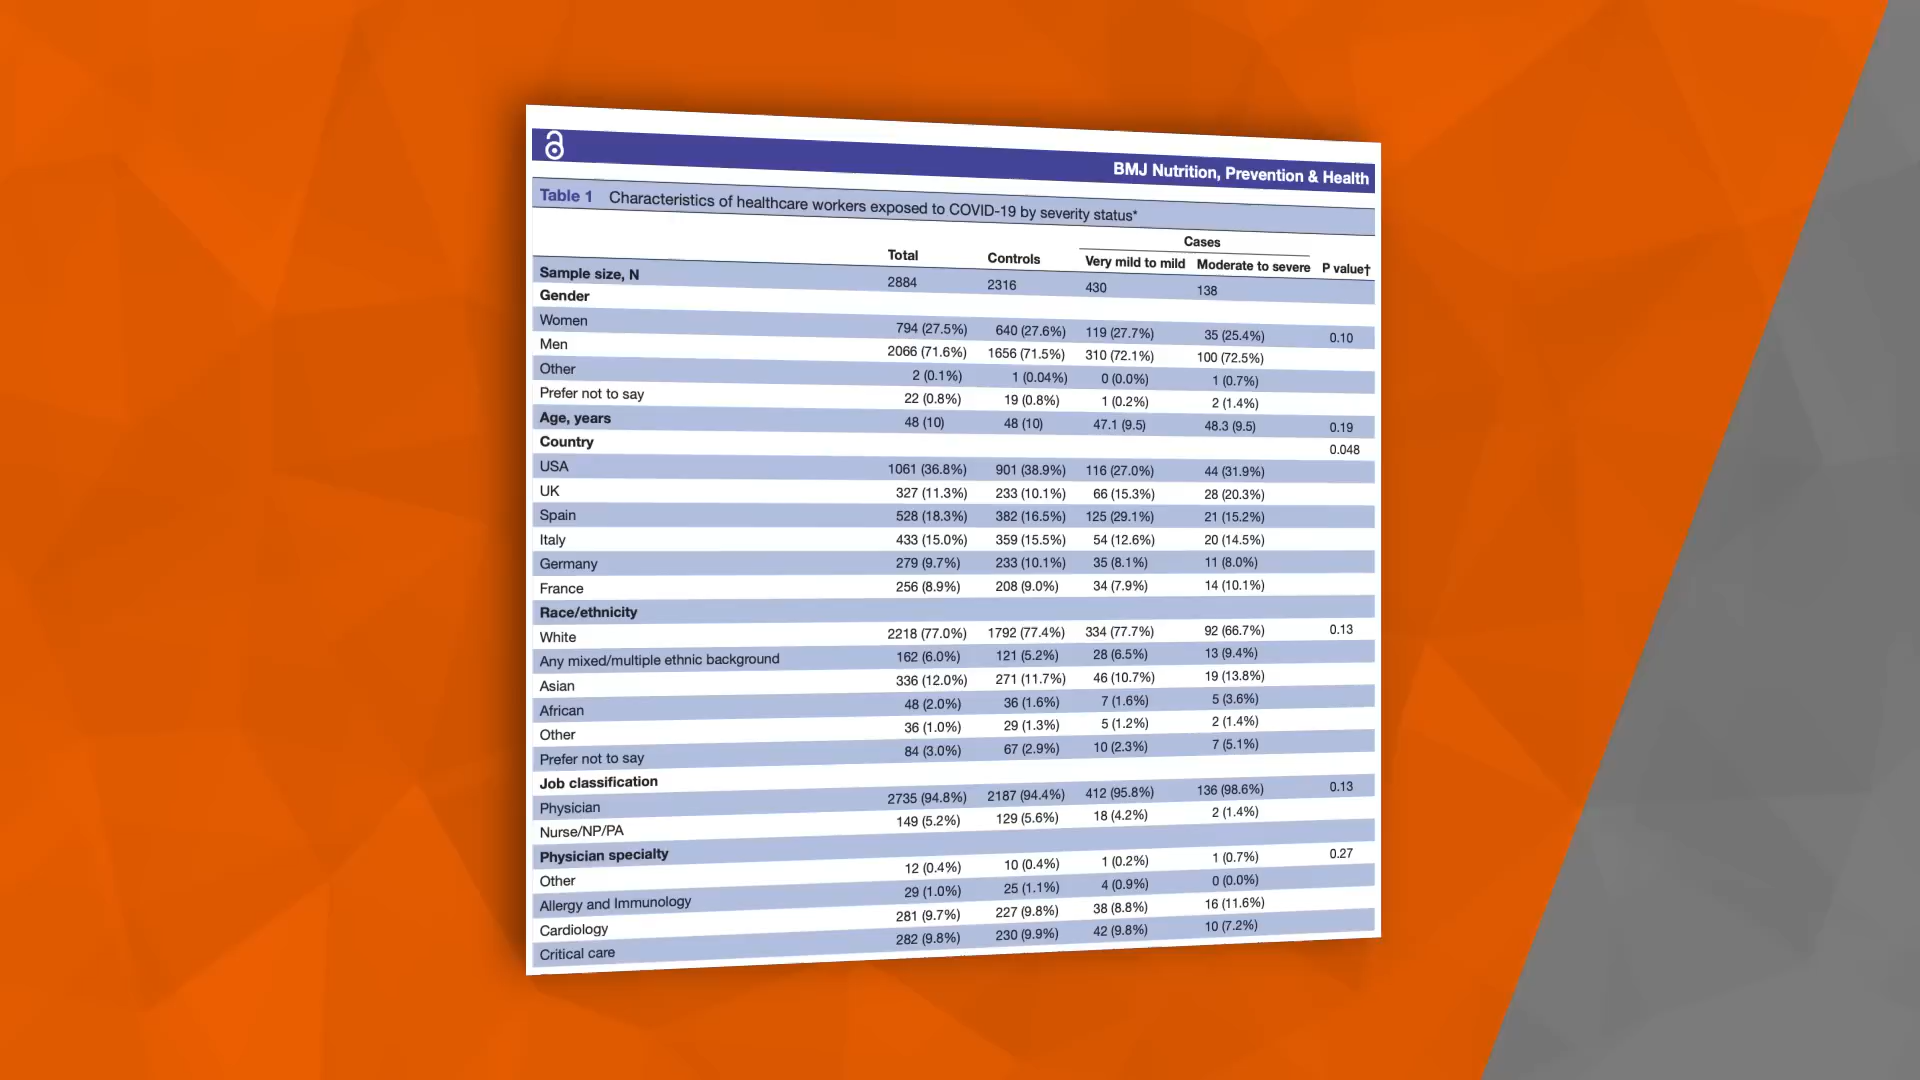 BMJ Nutrition, Prevention & Health
Table 1 Characteristics of healthcare workers exposed to COVID-19 by severity status*
Cases
Total Controls Very mild to mild Moderate to severe P value†
Sample size, N 2884 2316 430 138
Gender
Women 794 (27.5%) 640 (27.6%) 119 (27.7%) 35 (25.4%) 0.10
Men 2066 (71.6%) 1656 (71.5%) 310 (72.1%) 100 (72.5%)
Other 2 (0.1%) 1 (0.04%) 0 (0.0%) 1 (0.7%)
Prefer not to say 22 (0.8%) 19 (0.8%) 1 (0.2%) 2 (1.4%)
Age, years 48 (10) 48 (10) 47.1 (9.5) 48.3 (9.5) 0.19
Country 0.048
USA 1061 (36.8%) 901 (38.9%) 116 (27.0%) 44 (31.9%)
UK 327 (11.3%) 233 (10.1%) 66 (15.3%) 28 (20.3%)
Spain 528 (18.3%) 382 (16.5%) 125 (29.1%) 21 (15.2%)
Italy 433 (15.0%) 359 (15.5%) 54 (12.6%) 20 (14.5%)
Germany 279 (9.7%) 233 (10.1%) 35 (8.1%) 11 (8.0%)
France 256 (8.9%) 208 (9.0%) 34 (7.9%) 14 (10.1%)
Race/ethnicity
White 2218 (77.0%) 1792 (77.4%) 334 (77.7%) 92 (66.7%) 0.13
Any mixed/multiple ethnic background 162 (6.0%) 121 (5.2%) 28 (6.5%) 13 (9.4%)
Asian 336 (12.0%) 271 (11.7%) 46 (10.7%) 19 (13.8%)
African 48 (2.0%) 36 (1.6%) 7 (1.6%) 5 (3.6%)
Other 36 (1.0%) 29 (1.3%) 5 (1.2%) 2 (1.4%)
Prefer not to say 84 (3.0%) 67 (2.9%) 10 (2.3%) 7 (5.1%)
Job classification
Physician 2735 (94.8%) 2187 (94.4%) 412 (95.8%) 136 (98.6%) 0.13
Nurse/NP/PA 149 (5.2%) 129 (5.6%) 18 (4.2%) 2 (1.4%)
Physician specialty
Other 12 (0.4%) 10 (0.4%) 1 (0.2%) 1 (0.7%) 0.27
Allergy and Immunology 29 (1.0%) 25 (1.1%) 4 (0.9%) 0 (0.0%)
Cardiology 281 (9.7%) 227 (9.8%) 38 (8.8%) 16 (11.6%)
Critical care 282 (9.8%) 230 (9.9%) 42 (9.8%) 10 (7.2%)